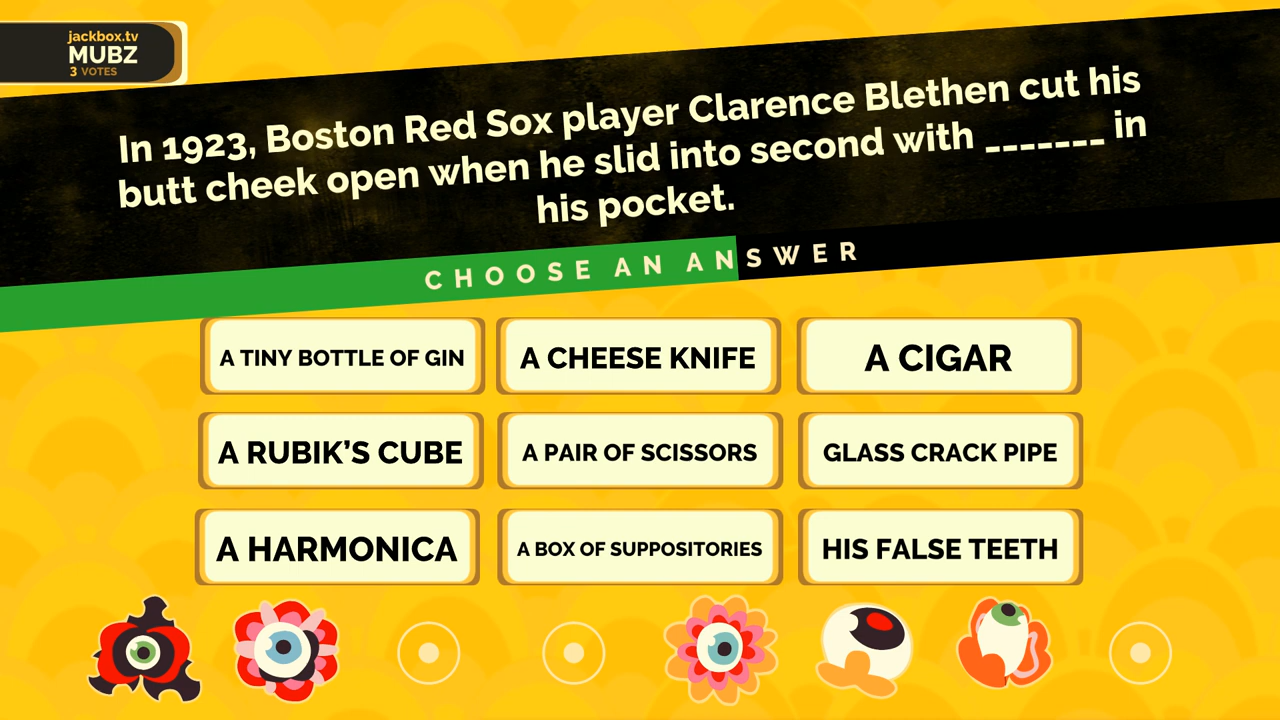 jackbox.tv
MUBZ
3 VOTES
In 1923, Boston Red Sox player Clarence Blethen cut his
butt cheek open when he slid into second with _______ in
his pocket.
CHOOSE AN ANSWER
A TINY BOTTLE OF GIN
A CHEESE KNIFE
A CIGAR
A RUBIK’S CUBE
A PAIR OF SCISSORS
GLASS CRACK PIPE
A HARMONICA
A BOX OF SUPPOSITORIES
HIS FALSE TEETH